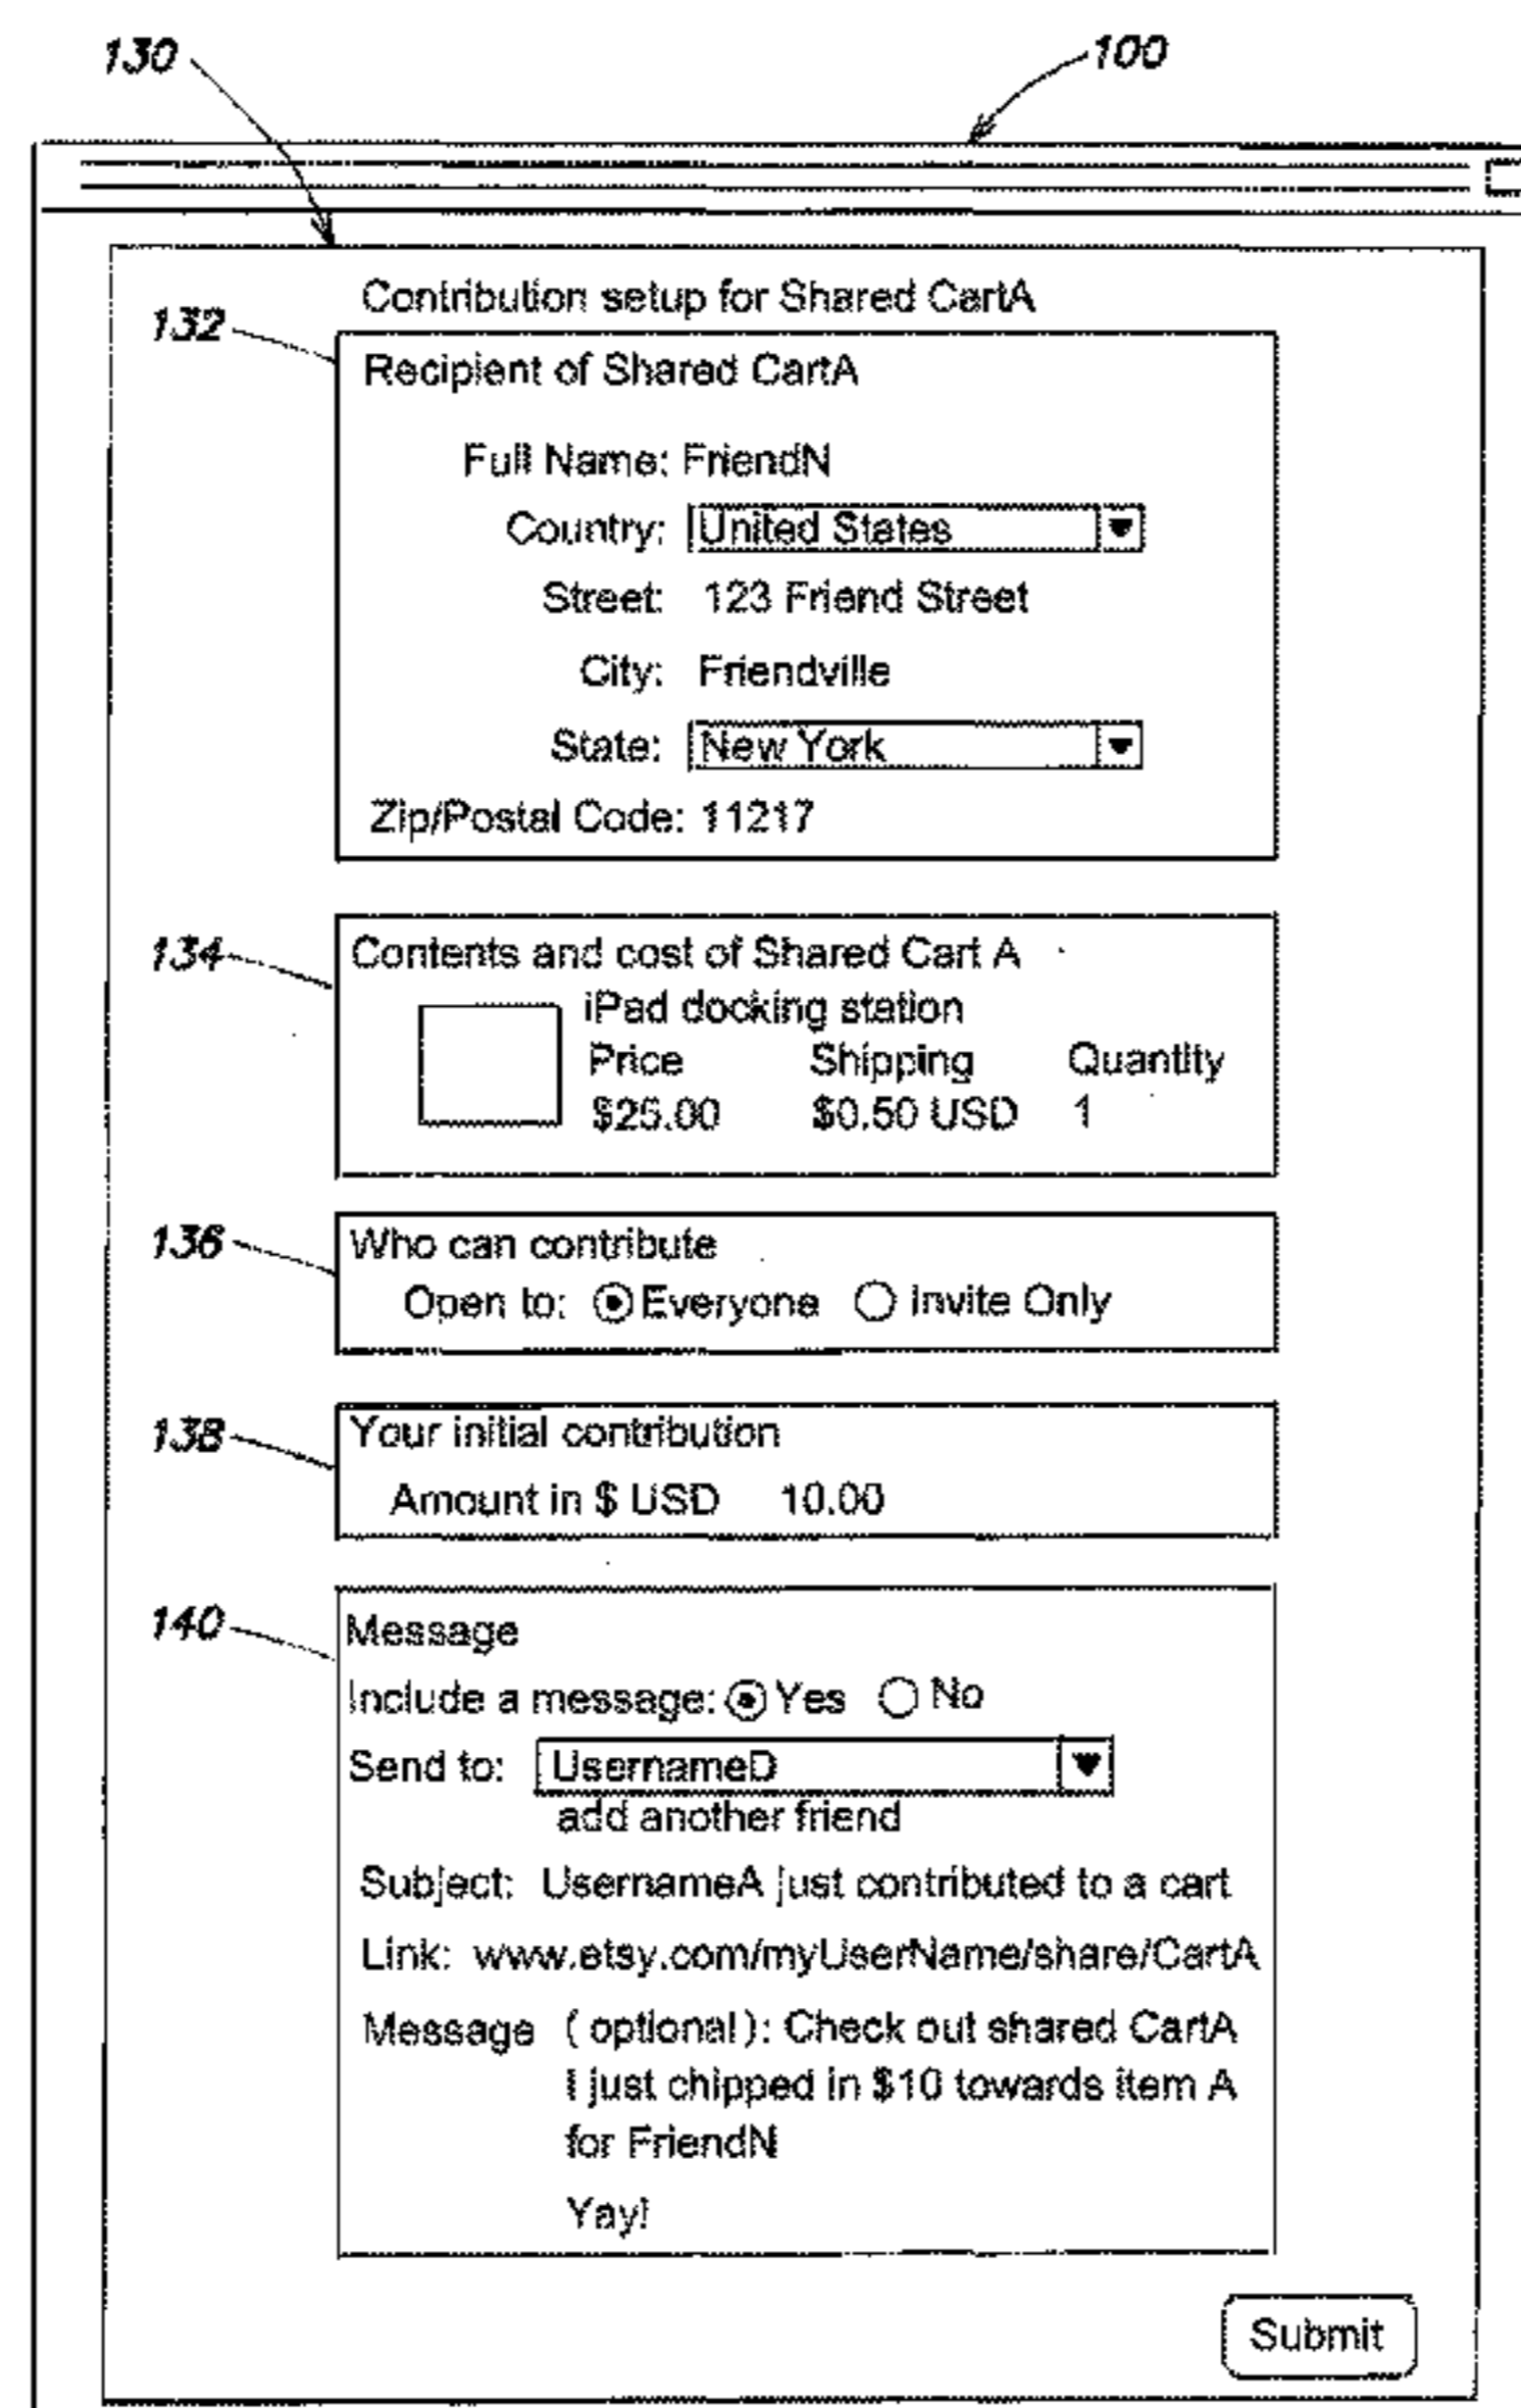 130
100
Contribution setup for Shared CartA
132
Recipient of Shared CartA
Full Name: FriendN
Country: United States
Street: 123 Friend Street
City: Friendville
State: New York
Zip/Postal Code: 11217
134
Contents and cost of Shared Cart A
iPad docking station
Price Shipping Quantity
$25.00 $0.50 USD 1
136
Who can contribute
Open to: Everyone Invite Only
138
Your initial contribution
Amount in $ USD 10.00
140
Message
Include a message: Yes No
Send to: UsernameD
add another friend
Subject: UsernameA just contributed to a cart
Link: www.etsy.com/myUserName/share/CartA
Message (optional): Check out shared CartA
I just chipped in $10 towards item A
for FriendN
Yay!
Submit